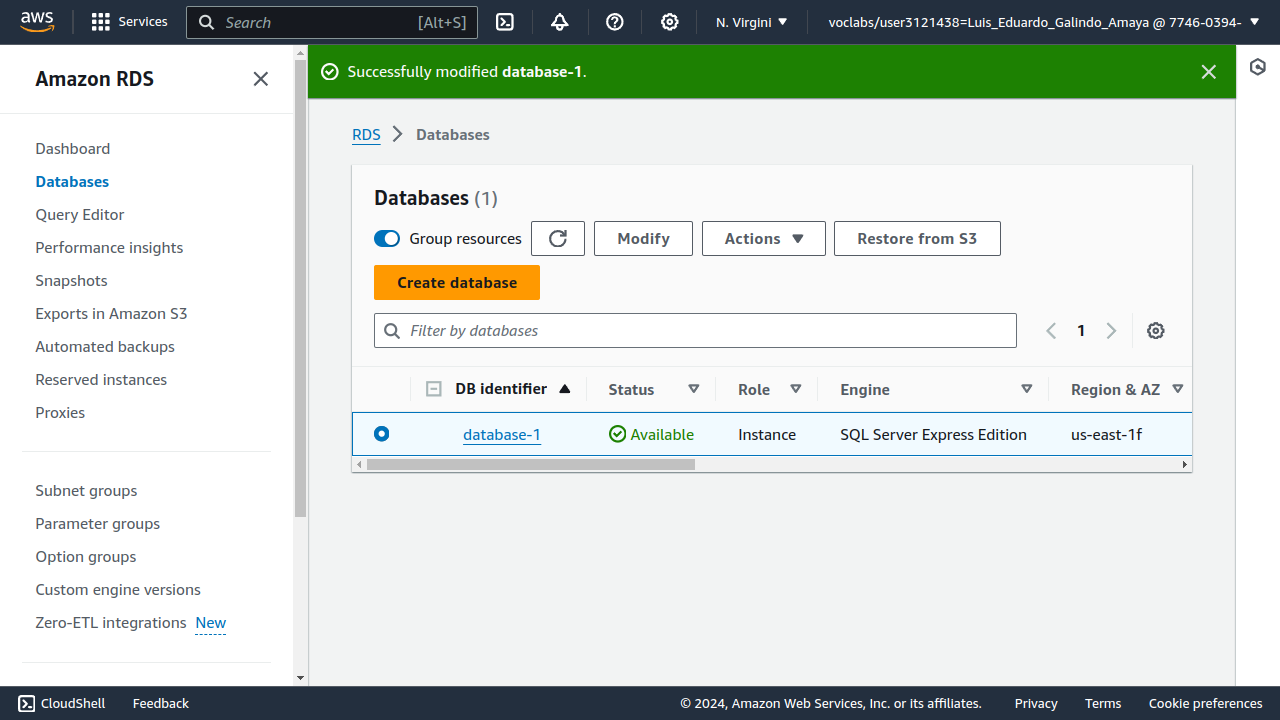 aws Services Search [Alt+S] N. Virgini voclabs/user3121438=Luis_Eduardo_Galindo_Amaya @ 7746-0394-
Amazon RDS
Successfully modified database-1.
Dashboard
Databases
Query Editor
Performance insights
Snapshots
Exports in Amazon S3
Automated backups
Reserved instances
Proxies
Subnet groups
Parameter groups
Option groups
Custom engine versions
Zero-ETL integrations New
RDS Databases
Databases (1)
Group resources Modify Actions Restore from S3
Create database
Filter by databases 1
DB identifier Status Role Engine Region & AZ
database-1 Available Instance SQL Server Express Edition us-east-1f
CloudShell Feedback © 2024, Amazon Web Services, Inc. or its affiliates. Privacy Terms Cookie preferences